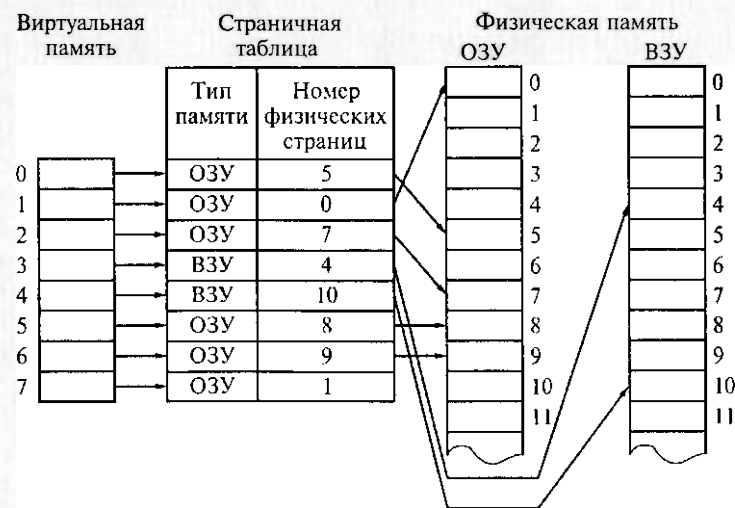 Виртуальная память
Страничная таблица
Физическая память
ОЗУ
ВЗУ
Тип памяти
Номер физических страниц
0 ОЗУ 5
1 ОЗУ 0
2 ОЗУ 7
3 ВЗУ 4
4 ВЗУ 10
5 ОЗУ 8
6 ОЗУ 9
7 ОЗУ 1
0
1
2
3
4
5
6
7
8
9
10
11
0
1
2
3
4
5
6
7
8
9
10
11